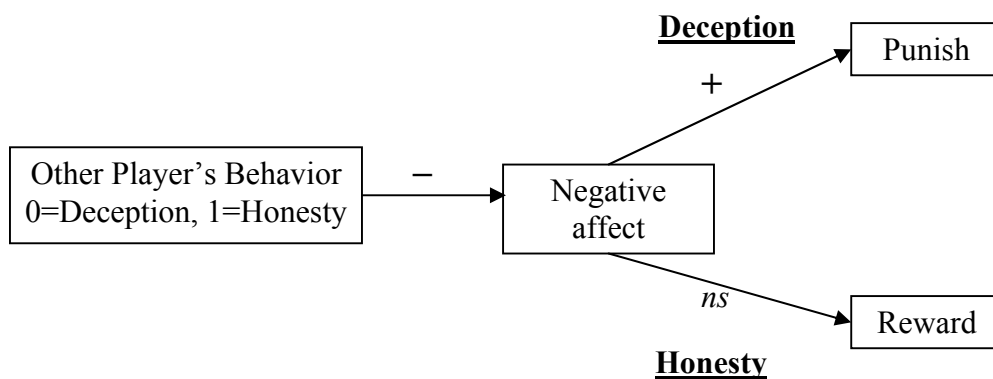 Deception
Punish
+
Other Player’s Behavior
0=Deception, 1=Honesty
−
Negative
affect
ns
Reward
Honesty